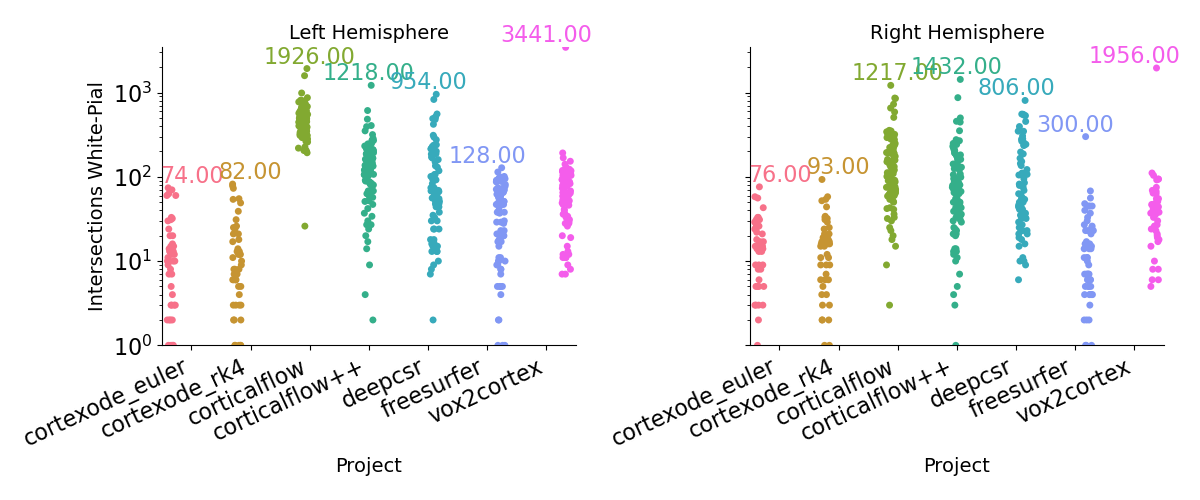 Left Hemisphere
Right Hemisphere
3441.00
1926.00
1218.00
954.00
128.00
74.00
82.00
1956.00
1217.00
1432.00
806.00
300.00
76.00
93.00
Intersections White-Pial
10³
10²
10¹
10⁰
cortexode_euler
cortexode_rk4
corticalflow
corticalflow++
deepcsr
freesurfer
vox2cortex
cortexode_euler
cortexode_rk4
corticalflow
corticalflow++
deepcsr
freesurfer
vox2cortex
Project
Project